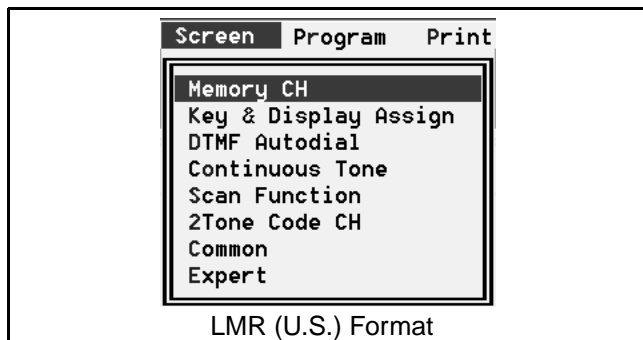 Screen Program Print
Memory CH
Key & Display Assign
DTMF Autodial
Continuous Tone
Scan Function
2Tone Code CH
Common
Expert
LMR (U.S.) Format